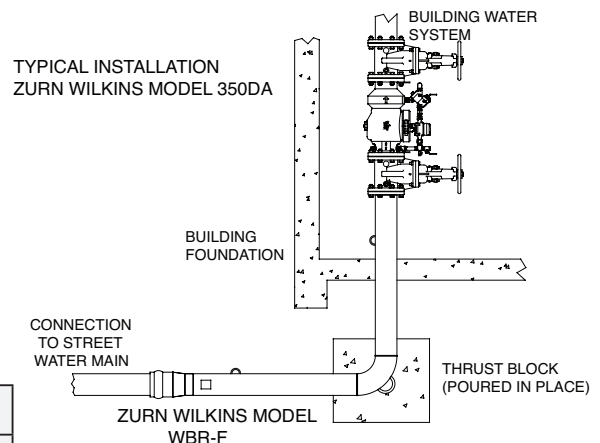 BUILDING WATER
SYSTEM
TYPICAL INSTALLATION
ZURN WILKINS MODEL 350DA
BUILDING
FOUNDATION
CONNECTION
TO STREET
WATER MAIN
THRUST BLOCK
(POURED IN PLACE)
ZURN WILKINS MODEL
WBR-F